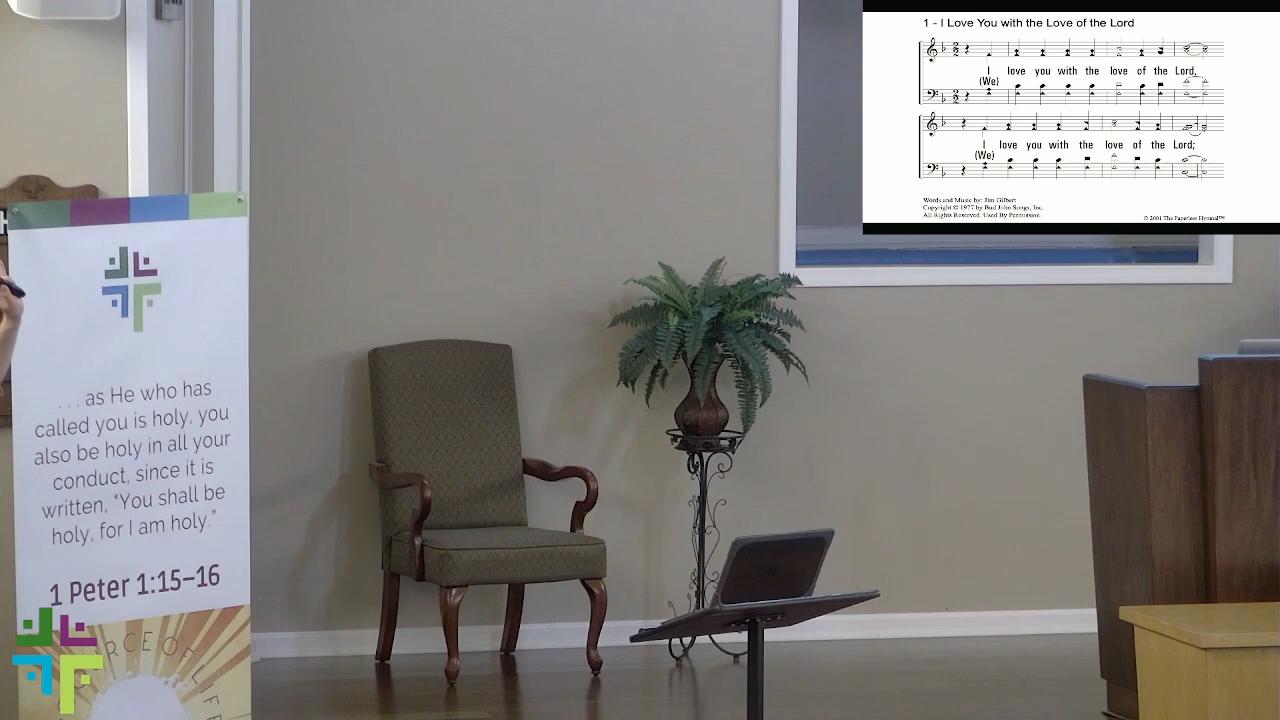 . . . as He who has
called you is holy, you
also be holy in all your
conduct, since it is
written, "You shall be
holy, for I am holy."
1 Peter 1:15–16
OF LIFE
1 - I Love You with the Love of the Lord
I love you with the love of the Lord,
(We)
I love you with the love of the Lord;
(We)
Words and Music by: Jim Gilbert
Copyright © 1977 by Bud John Songs, Inc.
All Rights Reserved. Used By Permission.
© 2001 The Paperless Hymnal™